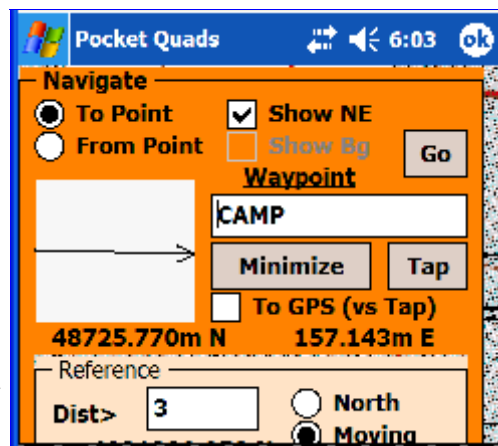 Pocket Quads 6:03 ok
Navigate
To Point Show NE
From Point Show Bg Go
Waypoint
CAMP
Minimize Tap
To GPS (vs Tap)
48725.770m N 157.143m E
Reference
Dist> 3 North
Moving